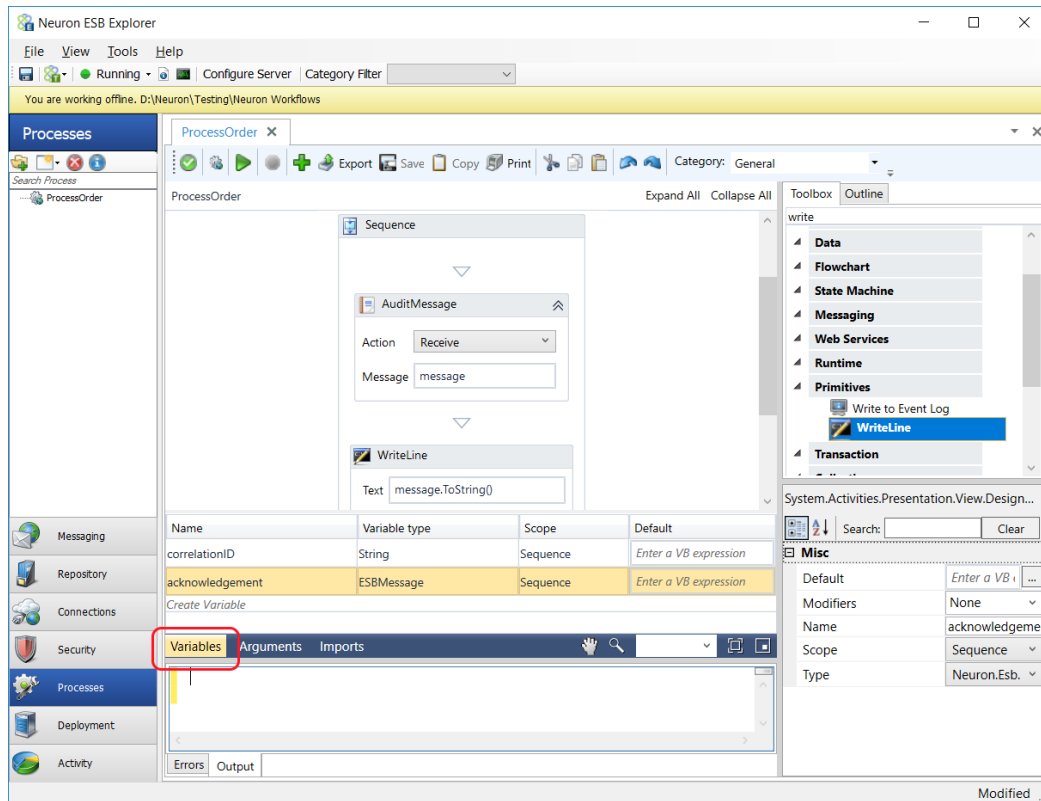 Neuron ESB Explorer
File View Tools Help
Running Configure Server Category Filter
You are working offline. D:\Neuron\Testing\Neuron Workflows
Processes
Search Process
ProcessOrder
ProcessOrder
Export Save Copy Print Category: General
ProcessOrder Expand All Collapse All
Sequence
AuditMessage
Action Receive
Message message
WriteLine
Text message.ToString()
Toolbox Outline
write
Data
Flowchart
State Machine
Messaging
Web Services
Runtime
Primitives
Write to Event Log
WriteLine
Transaction
System.Activities.Presentation.View.Design...
Search: Clear
Misc
Default Enter a VB ...
Modifiers None
Name acknowledgeme
Scope Sequence
Type Neuron.Esb.
Name Variable type Scope Default
correlationID String Sequence Enter a VB expression
acknowledgement ESBMessage Sequence Enter a VB expression
Create Variable
Variables Arguments Imports
Errors Output
Messaging
Repository
Connections
Security
Processes
Deployment
Activity
Modified